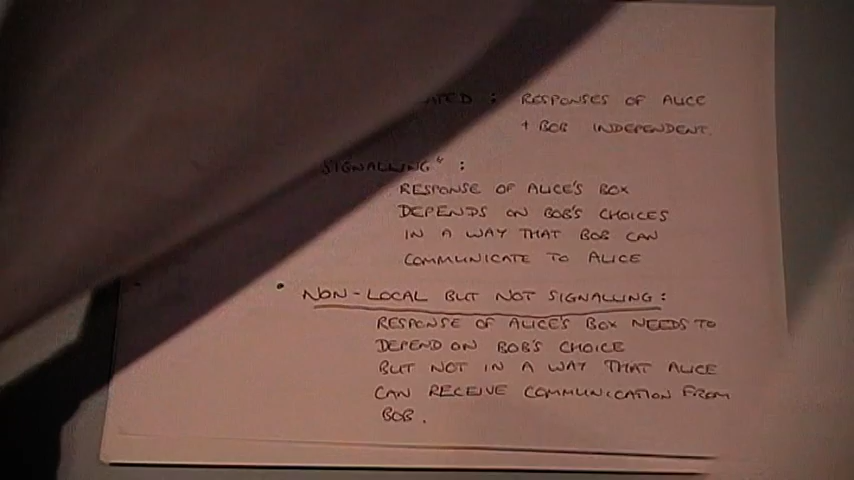 : RESPONSES OF ALICE
+ BOB INDEPENDENT.
SIGNALLING" :
RESPONSE OF ALICE'S BOX
DEPENDS ON BOB'S CHOICES
IN A WAY THAT BOB CAN
COMMUNICATE TO ALICE
• NON-LOCAL BUT NOT SIGNALLING :
RESPONSE OF ALICE'S BOX NEEDS TO
DEPEND ON BOB'S CHOICE
BUT NOT IN A WAY THAT ALICE
CAN RECEIVE COMMUNICATION FROM
BOB.